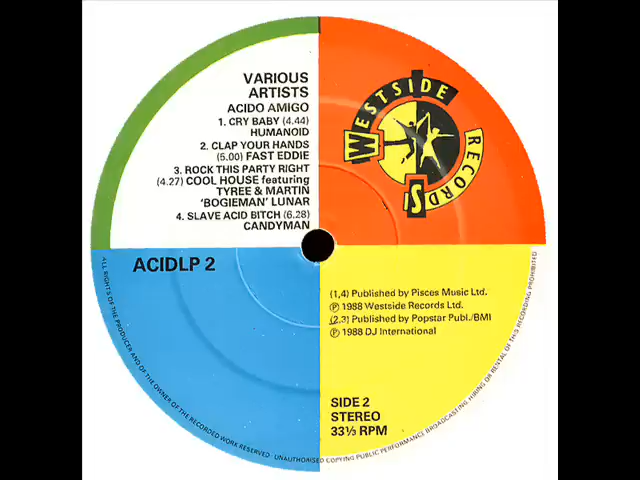 VARIOUS
ARTISTS
ACIDO AMIGO
1. CRY BABY (4.44)
HUMANOID
2. CLAP YOUR HANDS
(5.00) FAST EDDIE
3. ROCK THIS PARTY RIGHT
(4.27) COOL HOUSE featuring
TYREE & MARTIN
'BOGIEMAN' LUNAR
4. SLAVE ACID BITCH (6.28)
CANDYMAN
WESTSIDE
RECORDS
ACIDLP 2
(1,4) Published by Pisces Music Ltd.
℗ 1988 Westside Records Ltd.
(2,3) Published by Popstar Publ./BMI
℗ 1988 DJ International
SIDE 2
STEREO
33⅓ RPM
ALL RIGHTS OF THE PRODUCER AND OF THE OWNER OF THE RECORDED WORK RESERVED · UNAUTHORISED COPYING PUBLIC PERFORMANCE BROADCASTING HIRING OR RENTAL OF THIS RECORDING PROHIBITED